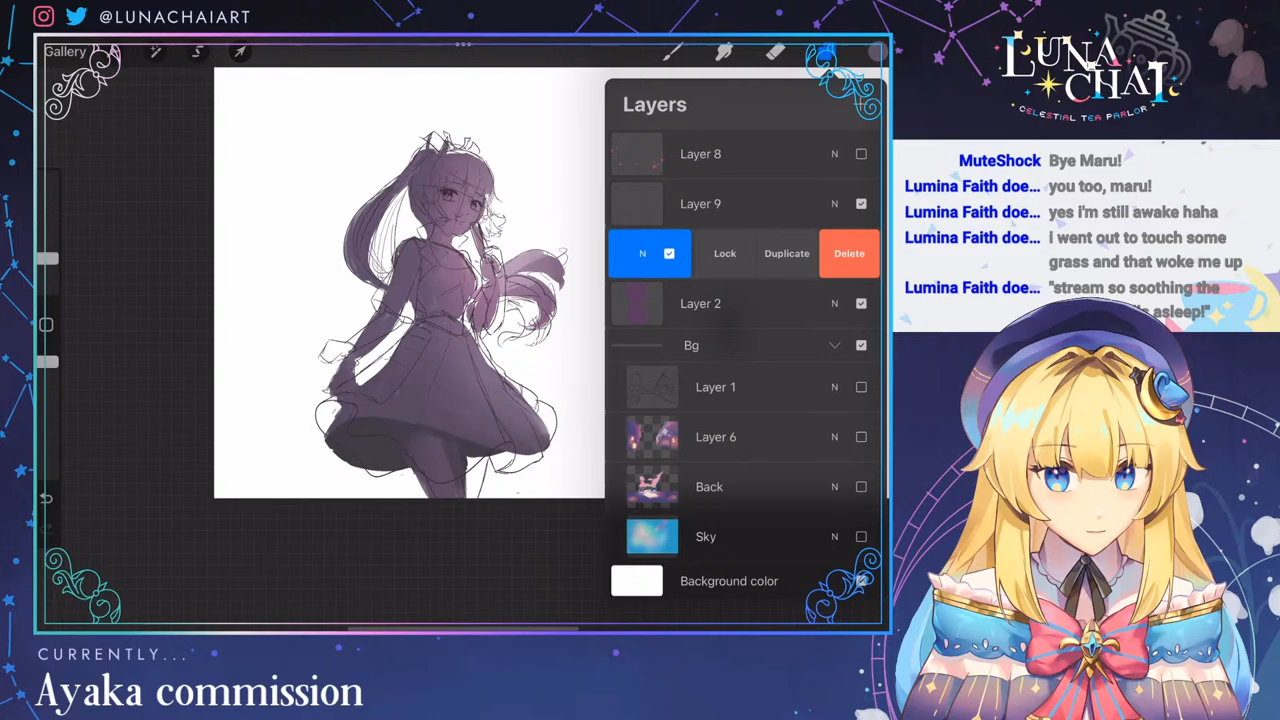 @LUNACHAIART
Gallery
Layers
Layer 8 N
Layer 9 N
N Lock Duplicate Delete
Layer 2 N
Bg
Layer 1 N
Layer 6 N
Back N
Sky N
Background color
LUNA
CHAI
CELESTIAL TEA PARLOR
MuteShock Bye Maru!
Lumina Faith doe... you too, maru!
Lumina Faith doe... yes i'm still awake haha
Lumina Faith doe... i went out to touch some
grass and that woke me up
Lumina Faith doe... "stream so soothing the
asleep!"
CURRENTLY...
Ayaka commission